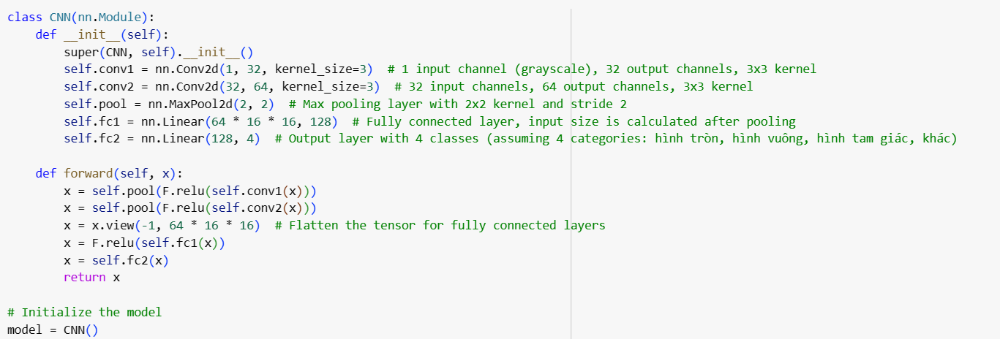 class CNN(nn.Module):
    def __init__(self):
        super(CNN, self).__init__()
        self.conv1 = nn.Conv2d(1, 32, kernel_size=3)  # 1 input channel (grayscale), 32 output channels, 3x3 kernel
        self.conv2 = nn.Conv2d(32, 64, kernel_size=3)  # 32 input channels, 64 output channels, 3x3 kernel
        self.pool = nn.MaxPool2d(2, 2)  # Max pooling layer with 2x2 kernel and stride 2
        self.fc1 = nn.Linear(64 * 16 * 16, 128)  # Fully connected layer, input size is calculated after pooling
        self.fc2 = nn.Linear(128, 4)  # Output layer with 4 classes (assuming 4 categories: hình tròn, hình vuông, hình tam giác, khác)

    def forward(self, x):
        x = self.pool(F.relu(self.conv1(x)))
        x = self.pool(F.relu(self.conv2(x)))
        x = x.view(-1, 64 * 16 * 16)  # Flatten the tensor for fully connected layers
        x = F.relu(self.fc1(x))
        x = self.fc2(x)
        return x

# Initialize the model
model = CNN()